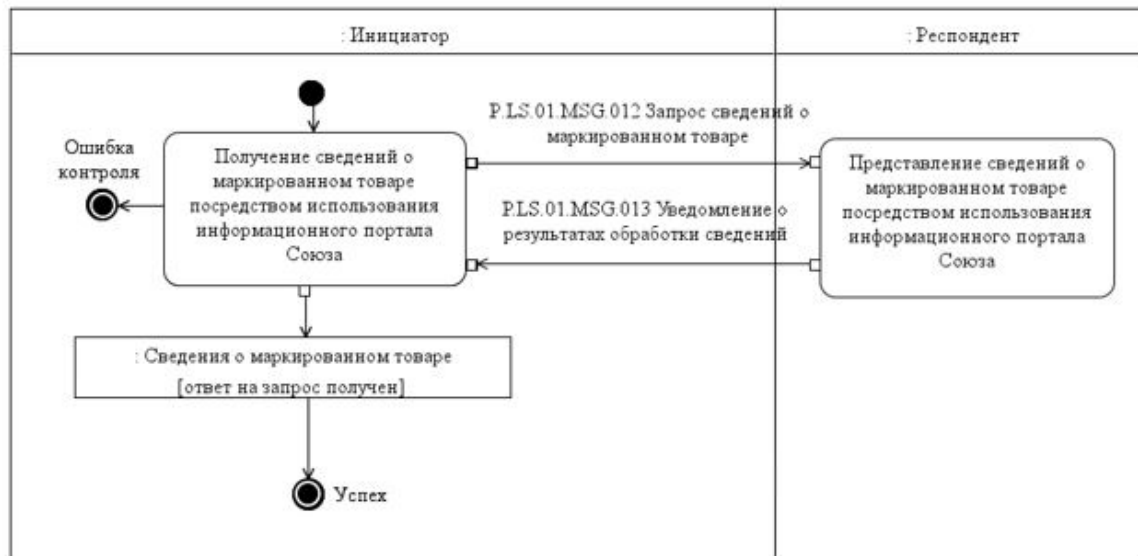 : Инициатор
: Респондент
P.LS.01.MSG.012 Запрос сведений о
маркированном товаре
Ошибка
контроля
Получение сведений о
маркированном товаре
посредством использования
информационного портала
Союза
Представление сведений о
маркированном товаре
посредством использования
информационного портала
Союза
P.LS.01.MSG.013 Уведомление о
результатах обработки сведений
: Сведения о маркированном товаре
[ответ на запрос получен]
Успех